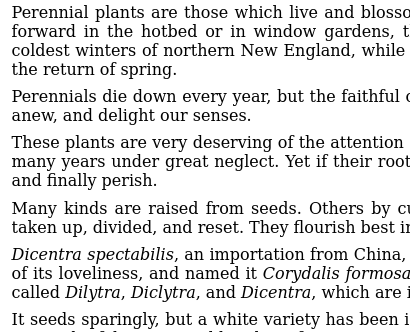 Perennial plants are those which live and
forward in the hotbed or in window gardens,
coldest winters of northern New England, while
the return of spring.
Perennials die down every year, but the faithful
anew, and delight our senses.
These plants are very deserving of the attention
many years under great neglect. Yet if their
and finally perish.
Many kinds are raised from seeds. Others by
taken up, divided, and reset. They flourish best
Dicentra spectabilis, an importation from China,
of its loveliness, and named it Corydalis formosa
called Dilytra, Diclytra, and Dicentra, which are
It seeds sparingly, but a white variety has been